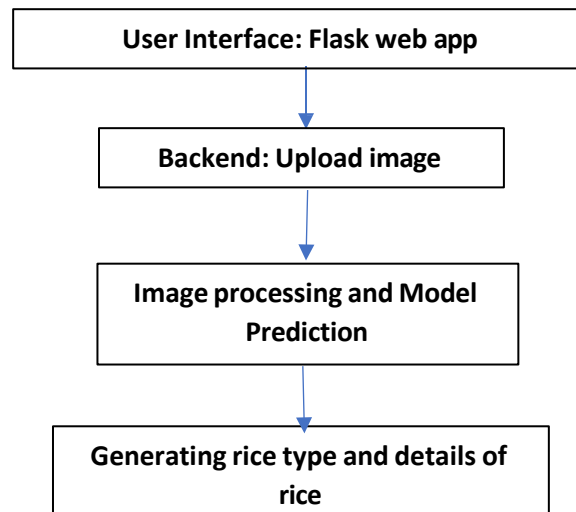 User Interface: Flask web app
Backend: Upload image
Image processing and Model
Prediction
Generating rice type and details of
rice